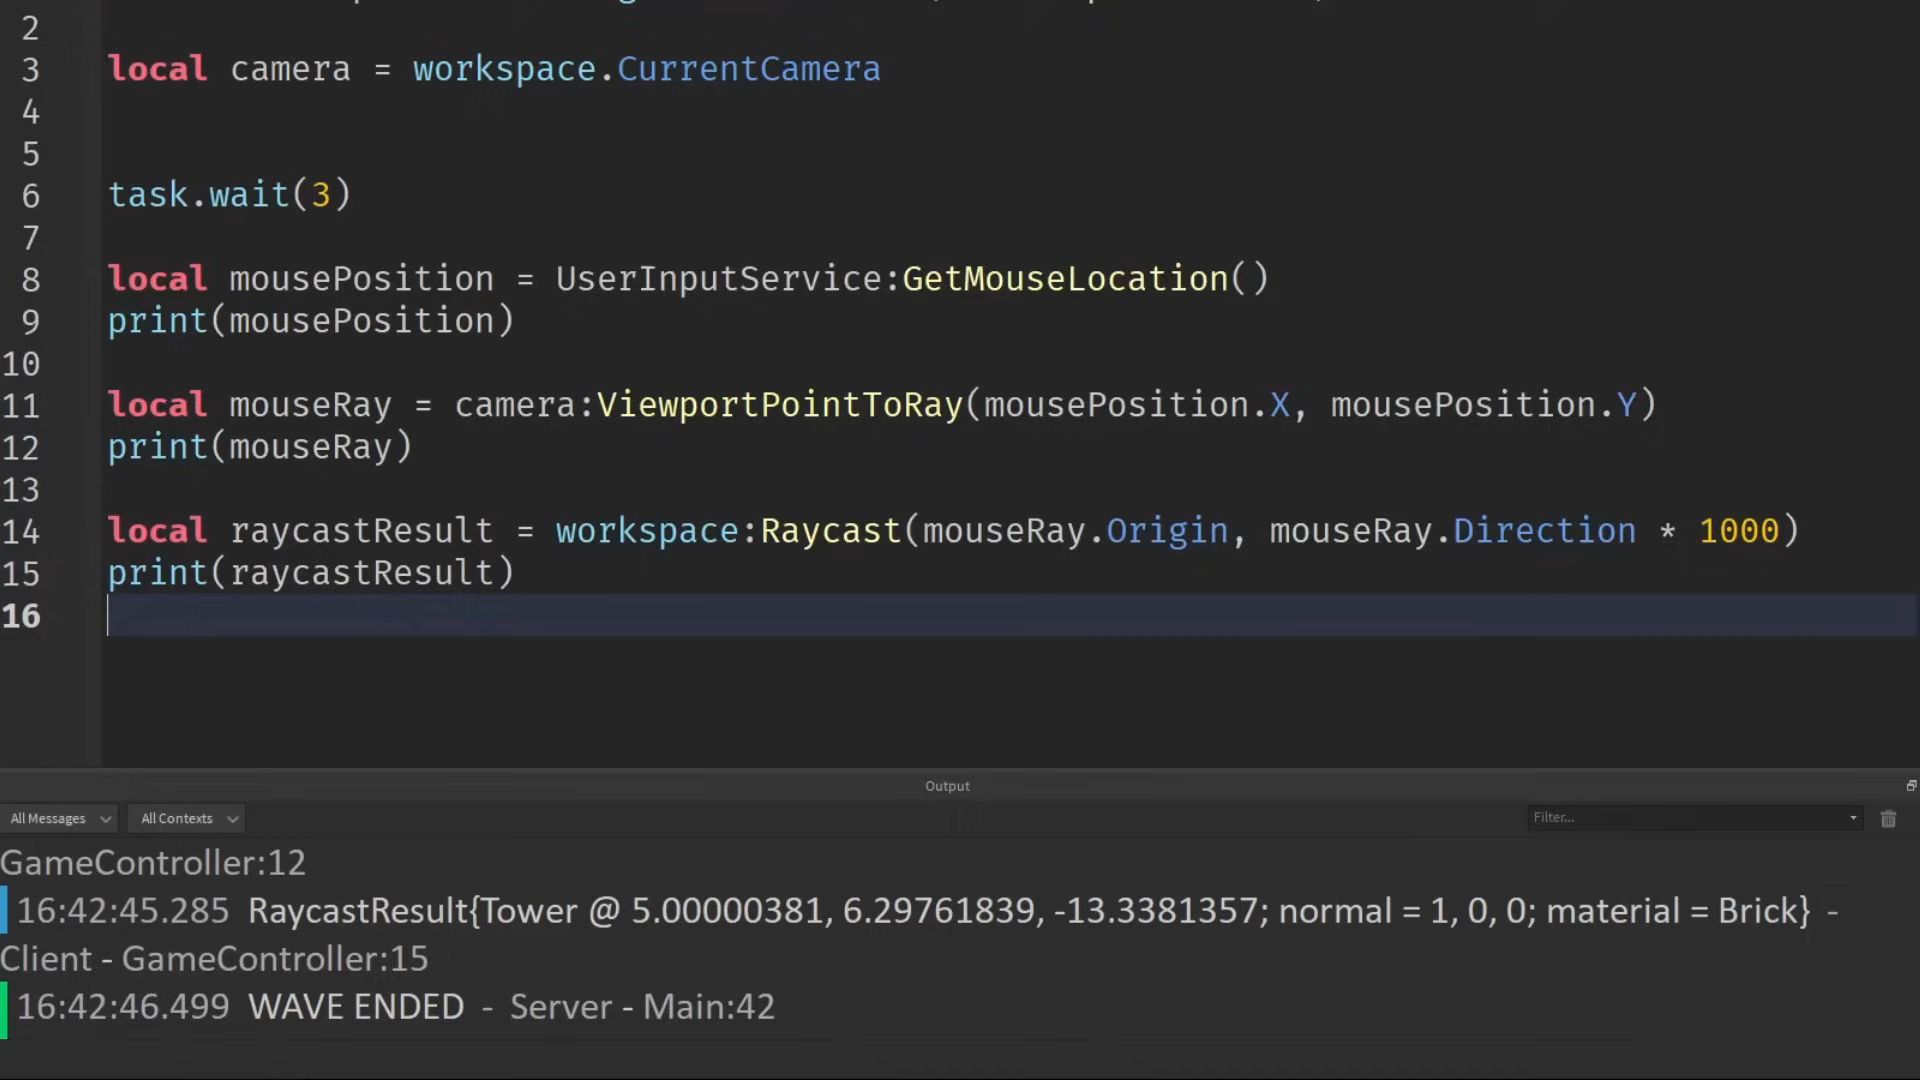 2
3 local camera = workspace.CurrentCamera
4
5
6 task.wait(3)
7
8 local mousePosition = UserInputService:GetMouseLocation()
9 print(mousePosition)
10
11 local mouseRay = camera:ViewportPointToRay(mousePosition.X, mousePosition.Y)
12 print(mouseRay)
13
14 local raycastResult = workspace:Raycast(mouseRay.Origin, mouseRay.Direction * 1000)
15 print(raycastResult)
16
Output
All Messages All Contexts Filter...
GameController:12
16:42:45.285 RaycastResult{Tower @ 5.00000381, 6.29761839, -13.3381357; normal = 1, 0, 0; material = Brick} -
Client - GameController:15
16:42:46.499 WAVE ENDED - Server - Main:42